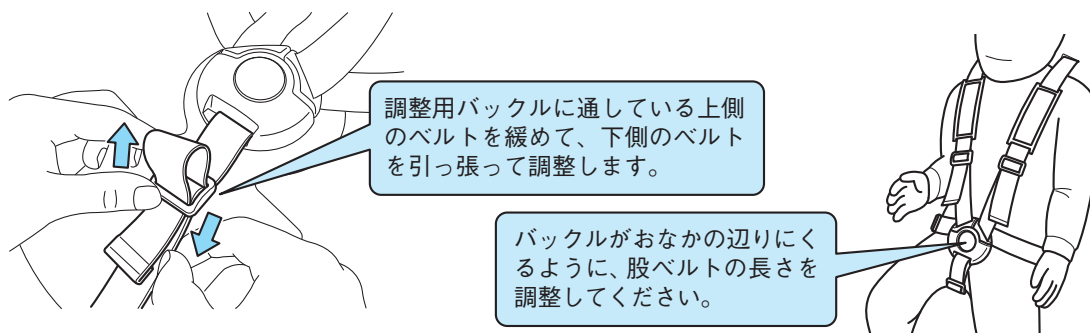 調整用バックルに通している上側
のベルトを緩めて、下側のベルト
を引っ張って調整します。
バックルがおなかの辺りにく
るように、股ベルトの長さを
調整してください。